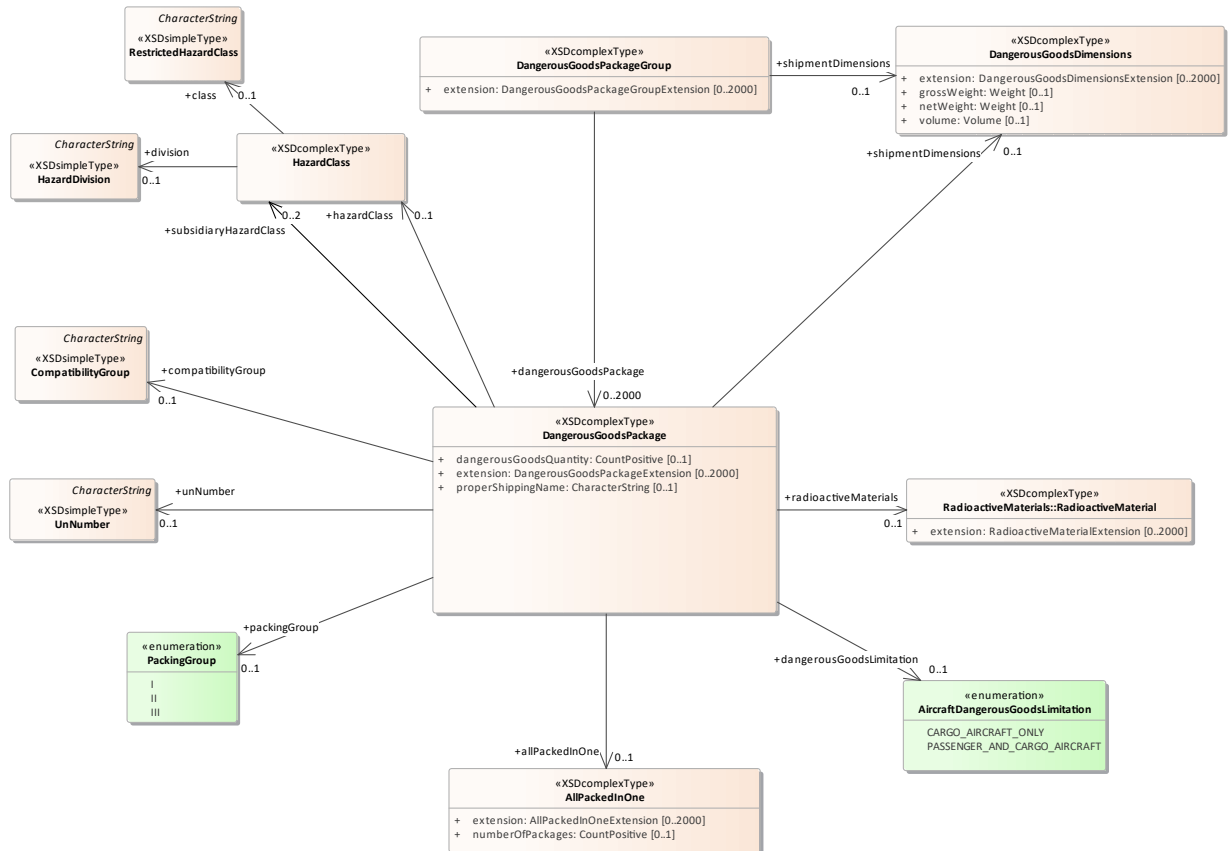 CharacterString
«XSDsimpleType»
RestrictedHazardClass
+class
0..1
«XSDcomplexType»
DangerousGoodsPackageGroup
+ extension: DangerousGoodsPackageGroupExtension [0..2000]
+shipmentDimensions
0..1
«XSDcomplexType»
DangerousGoodsDimensions
+ extension: DangerousGoodsDimensionsExtension [0..2000]
+ grossWeight: Weight [0..1]
+ netWeight: Weight [0..1]
+ volume: Volume [0..1]
CharacterString
«XSDsimpleType»
HazardDivision
+division
0..1
«XSDcomplexType»
HazardClass
+shipmentDimensions
0..1
0..2
+subsidiaryHazardClass
+hazardClass
0..1
CharacterString
«XSDsimpleType»
CompatibilityGroup
+compatibilityGroup
0..1
+dangerousGoodsPackage
0..2000
«XSDcomplexType»
DangerousGoodsPackage
+ dangerousGoodsQuantity: CountPositive [0..1]
+ extension: DangerousGoodsPackageExtension [0..2000]
+ properShippingName: CharacterString [0..1]
CharacterString
«XSDsimpleType»
UnNumber
+unNumber
0..1
+radioactiveMaterials
0..1
«XSDcomplexType»
RadioactiveMaterials::RadioactiveMaterial
+ extension: RadioactiveMaterialExtension [0..2000]
+packingGroup
0..1
«enumeration»
PackingGroup
I
II
III
+dangerousGoodsLimitation
0..1
«enumeration»
AircraftDangerousGoodsLimitation
CARGO_AIRCRAFT_ONLY
PASSENGER_AND_CARGO_AIRCRAFT
+allPackedInOne
0..1
«XSDcomplexType»
AllPackedInOne
+ extension: AllPackedInOneExtension [0..2000]
+ numberOfPackages: CountPositive [0..1]